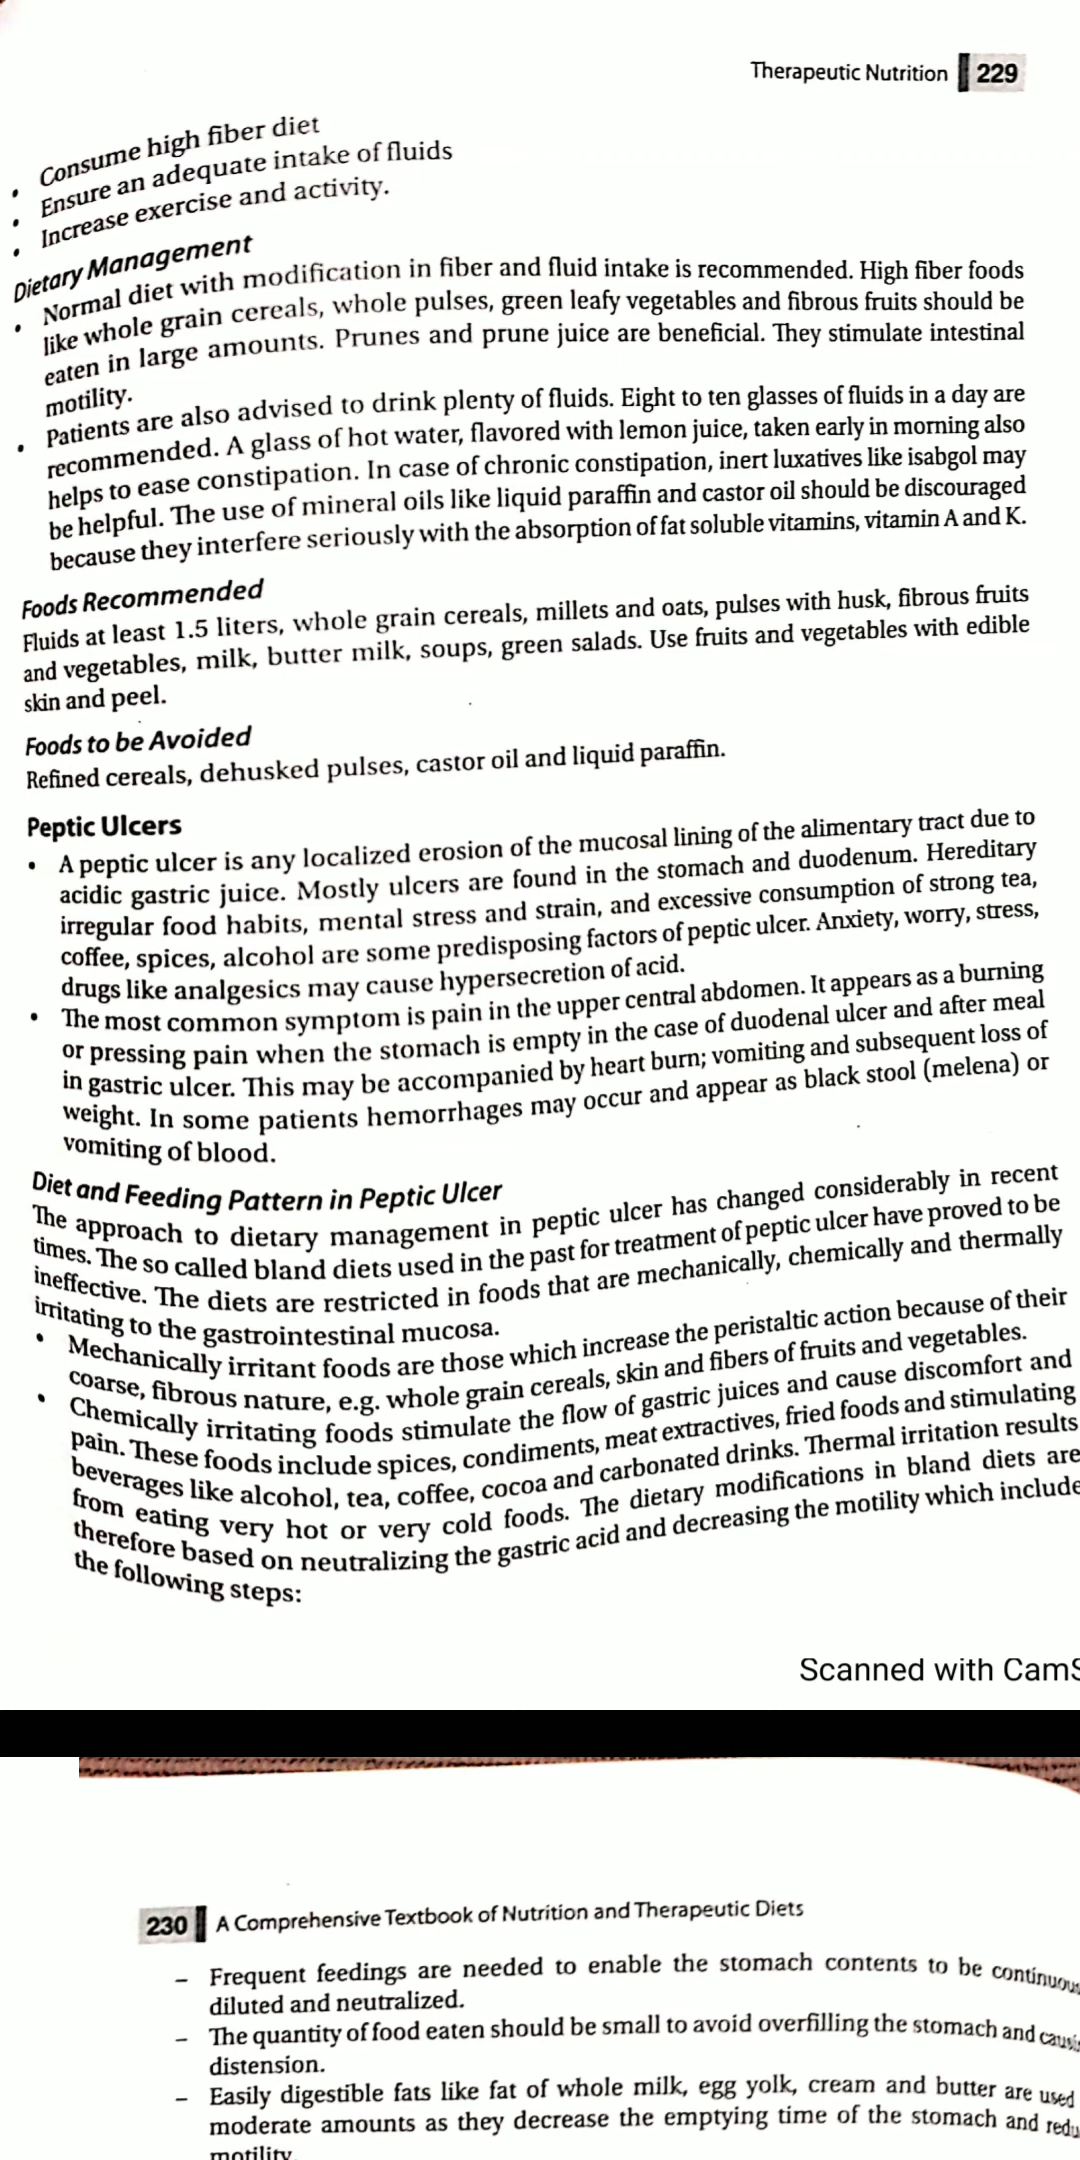 Therapeutic Nutrition 229
• Consume high fiber diet
• Ensure an adequate intake of fluids
• Increase exercise and activity.
Dietary Management
• Normal diet with modification in fiber and fluid intake is recommended. High fiber foods
like whole grain cereals, whole pulses, green leafy vegetables and fibrous fruits should be
eaten in large amounts. Prunes and prune juice are beneficial. They stimulate intestinal
motility.
• Patients are also advised to drink plenty of fluids. Eight to ten glasses of fluids in a day are
recommended. A glass of hot water, flavored with lemon juice, taken early in morning also
helps to ease constipation. In case of chronic constipation, inert luxatives like isabgol may
be helpful. The use of mineral oils like liquid paraffin and castor oil should be discouraged
because they interfere seriously with the absorption of fat soluble vitamins, vitamin A and K.
Foods Recommended
Fluids at least 1.5 liters, whole grain cereals, millets and oats, pulses with husk, fibrous fruits
and vegetables, milk, butter milk, soups, green salads. Use fruits and vegetables with edible
skin and peel.
Foods to be Avoided
Refined cereals, dehusked pulses, castor oil and liquid paraffin.
Peptic Ulcers
• A peptic ulcer is any localized erosion of the mucosal lining of the alimentary tract due to
acidic gastric juice. Mostly ulcers are found in the stomach and duodenum. Hereditary
irregular food habits, mental stress and strain, and excessive consumption of strong tea,
coffee, spices, alcohol are some predisposing factors of peptic ulcer. Anxiety, worry, stress,
drugs like analgesics may cause hypersecretion of acid.
• The most common symptom is pain in the upper central abdomen. It appears as a burning
or pressing pain when the stomach is empty in the case of duodenal ulcer and after meal
in gastric ulcer. This may be accompanied by heart burn; vomiting and subsequent loss of
weight. In some patients hemorrhages may occur and appear as black stool (melena) or
vomiting of blood.
Diet and Feeding Pattern in Peptic Ulcer
The approach to dietary management in peptic ulcer has changed considerably in recent
times. The so called bland diets used in the past for treatment of peptic ulcer have proved to be
ineffective. The diets are restricted in foods that are mechanically, chemically and thermally
irritating to the gastrointestinal mucosa.
• Mechanically irritant foods are those which increase the peristaltic action because of their
coarse, fibrous nature, e.g. whole grain cereals, skin and fibers of fruits and vegetables.
• Chemically irritating foods stimulate the flow of gastric juices and cause discomfort and
pain. These foods include spices, condiments, meat extractives, fried foods and stimulating
beverages like alcohol, tea, coffee, cocoa and carbonated drinks. Thermal irritation results
from eating very hot or very cold foods. The dietary modifications in bland diets are
therefore based on neutralizing the gastric acid and decreasing the motility which include
the following steps:
Scanned with CamS
230 A Comprehensive Textbook of Nutrition and Therapeutic Diets
– Frequent feedings are needed to enable the stomach contents to be continuous
diluted and neutralized.
– The quantity of food eaten should be small to avoid overfilling the stomach and
distension.
– Easily digestible fats like fat of whole milk, egg yolk, cream and butter are used
moderate amounts as they decrease the emptying time of the stomach and
motility.